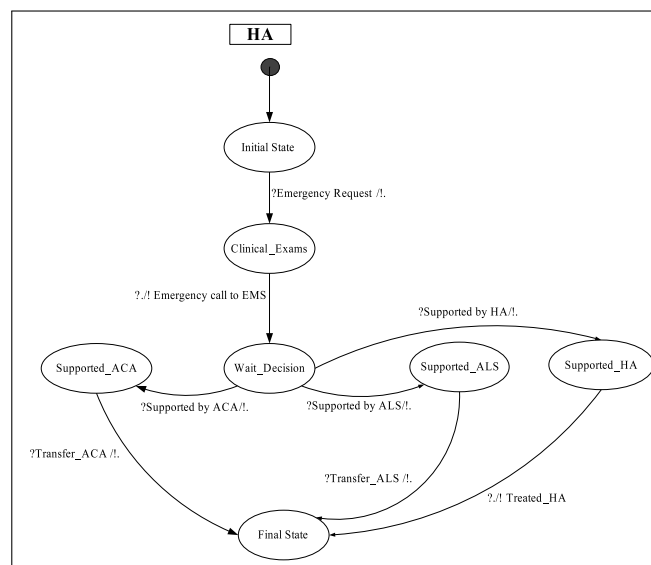 HA
Initial State
?Emergency Request /!.
Clinical_Exams
?./! Emergency call to EMS
?Supported by HA/!.
Supported_ACA
Wait_Decision
Supported_ALS
Supported_HA
?Supported by ACA/!.
?Supported by ALS/!.
?Transfer_ACA /!.
?Transfer_ALS /!.
?./! Treated_HA
Final State